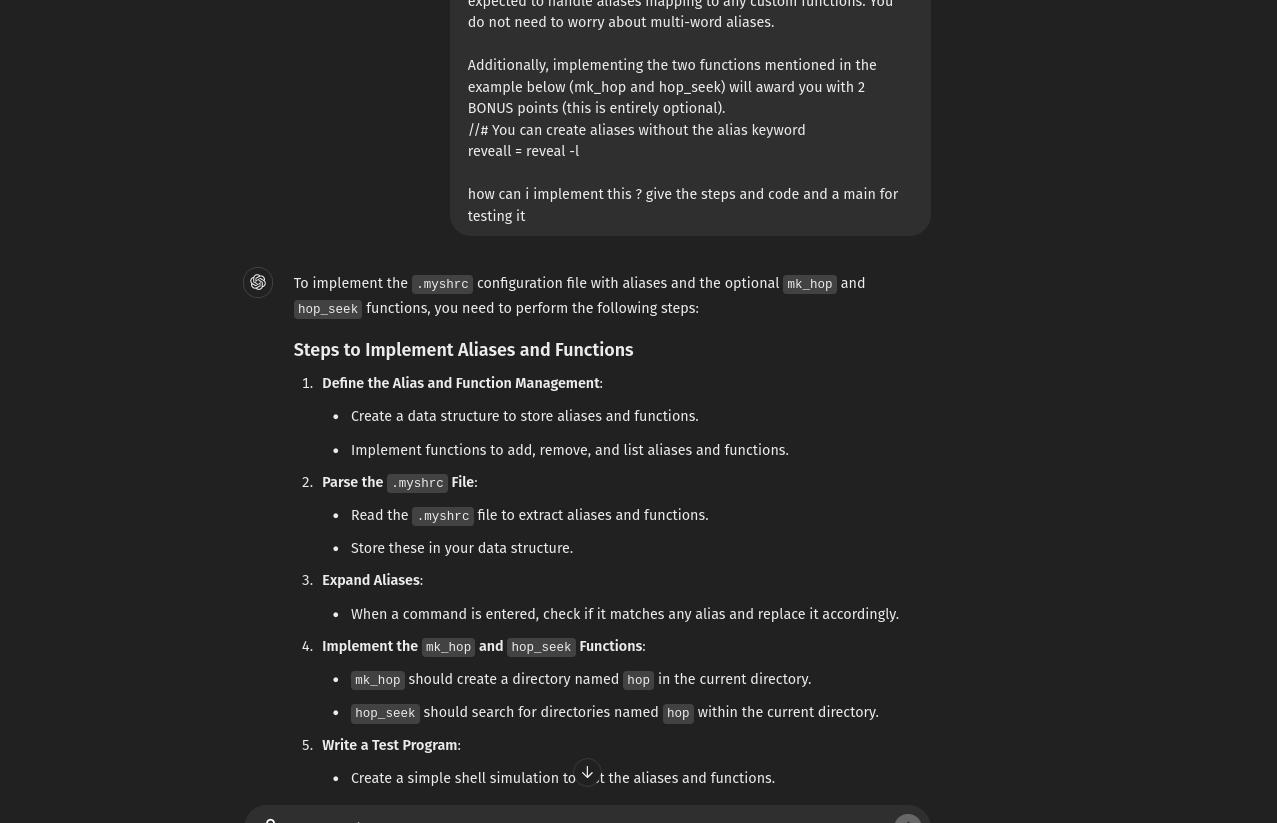 expected to handle aliases mapping to any custom functions. You
do not need to worry about multi-word aliases.
Additionally, implementing the two functions mentioned in the
example below (mk_hop and hop_seek) will award you with 2
BONUS points (this is entirely optional).
//# You can create aliases without the alias keyword
reveall = reveal -l
how can i implement this ? give the steps and code and a main for
testing it
To implement the .myshrc configuration file with aliases and the optional mk_hop and
hop_seek functions, you need to perform the following steps:
Steps to Implement Aliases and Functions
1. Define the Alias and Function Management:
• Create a data structure to store aliases and functions.
• Implement functions to add, remove, and list aliases and functions.
2. Parse the .myshrc File:
• Read the .myshrc file to extract aliases and functions.
• Store these in your data structure.
3. Expand Aliases:
• When a command is entered, check if it matches any alias and replace it accordingly.
4. Implement the mk_hop and hop_seek Functions:
• mk_hop should create a directory named hop in the current directory.
• hop_seek should search for directories named hop within the current directory.
5. Write a Test Program:
• Create a simple shell simulation to the aliases and functions.